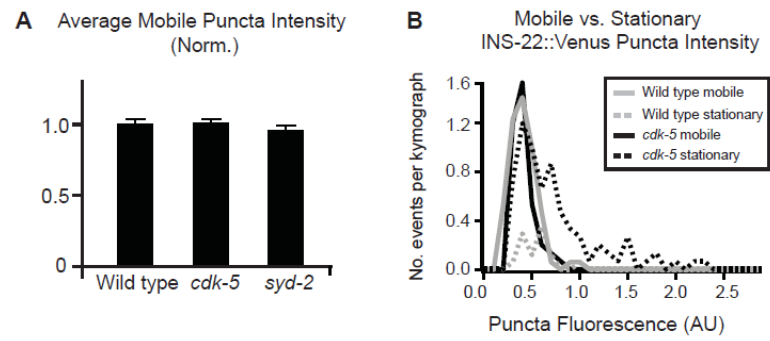 A
Average Mobile Puncta Intensity
(Norm.)
1.0
0.5
0
Wild type
cdk-5
syd-2
B
Mobile vs. Stationary
INS-22::Venus Puncta Intensity
No. events per kymograph
1.6
1.2
0.8
0.4
0.0
Wild type mobile
Wild type stationary
cdk-5 mobile
cdk-5 stationary
0.0 0.5 1.0 1.5 2.0 2.5
Puncta Fluorescence (AU)